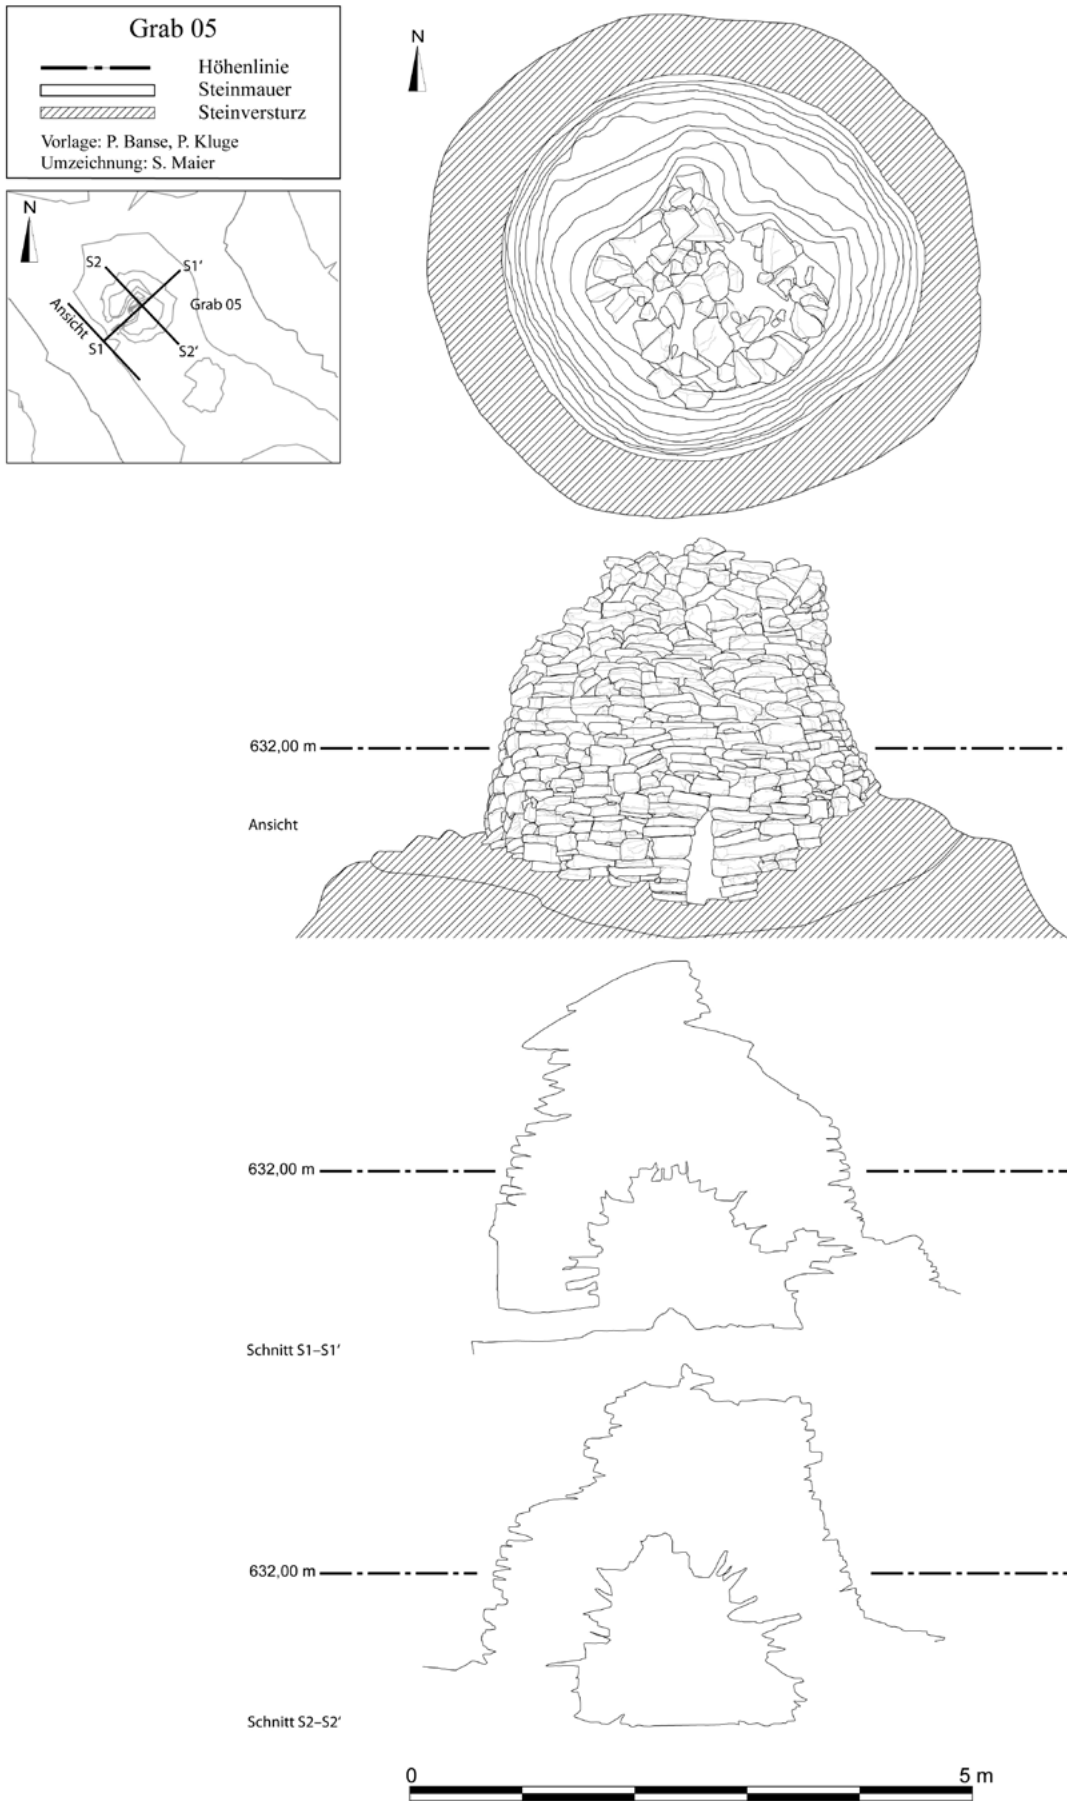 Grab 05
Höhenlinie
Steinmauer
Steinversturz
Vorlage: P. Banse, P. Kluge
Umzeichnung: S. Maier
N
N
S2
S1'
Grab 05
Ansicht
S1
S2'
632,00 m
Ansicht
632,00 m
Schnitt S1–S1'
632,00 m
Schnitt S2–S2'
0
5 m